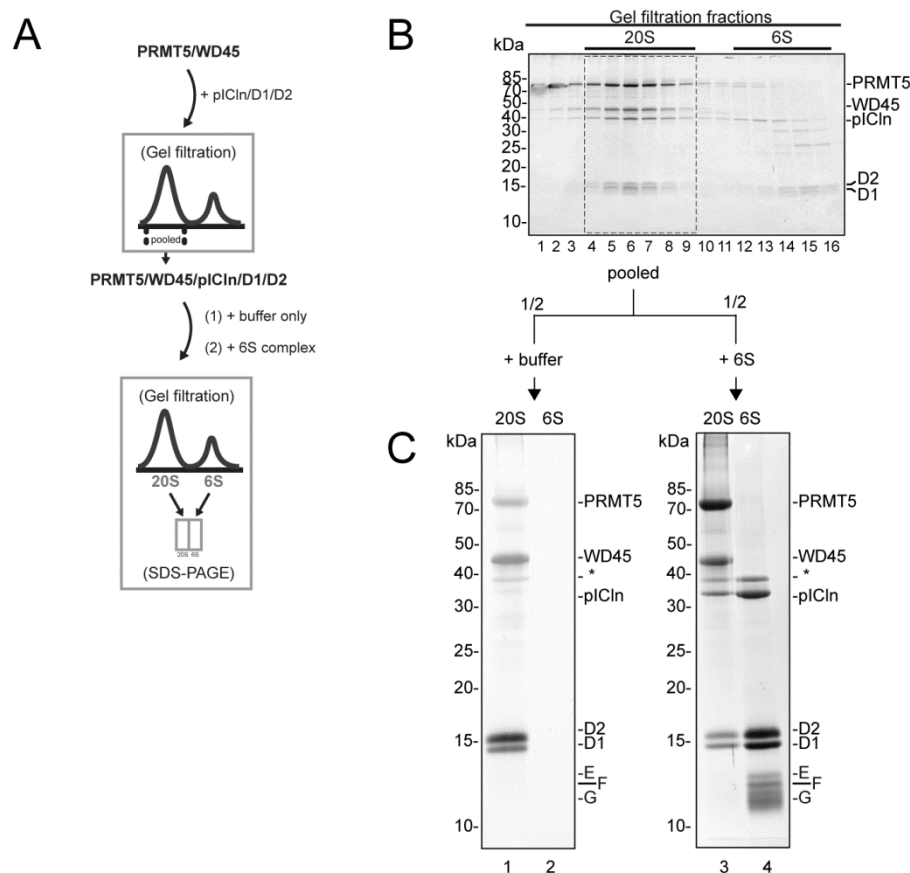 A
PRMT5/WD45
+ pICln/D1/D2
(Gel filtration)
pooled
PRMT5/WD45/pICln/D1/D2
(1) + buffer only
(2) + 6S complex
(Gel filtration)
20S 6S
20S 6S
(SDS-PAGE)
B
Gel filtration fractions
20S 6S
kDa
85-
70-
50-
40-
30-
25-
20-
15-
10-
-PRMT5
-WD45
pICln
D2
D1
1 2 3 4 5 6 7 8 9 10 11 12 13 14 15 16
pooled
1/2 1/2
+ buffer + 6S
C
20S 6S
kDa
85-
70-
50-
40-
30-
25-
20-
15-
10-
-PRMT5
-WD45
- *
-pICln
-D2
-D1
-E
F
-G
1 2
20S 6S
kDa
85-
70-
50-
40-
30-
25-
20-
15-
10-
-PRMT5
-WD45
- *
-pICln
-D2
-D1
-E
F
-G
3 4